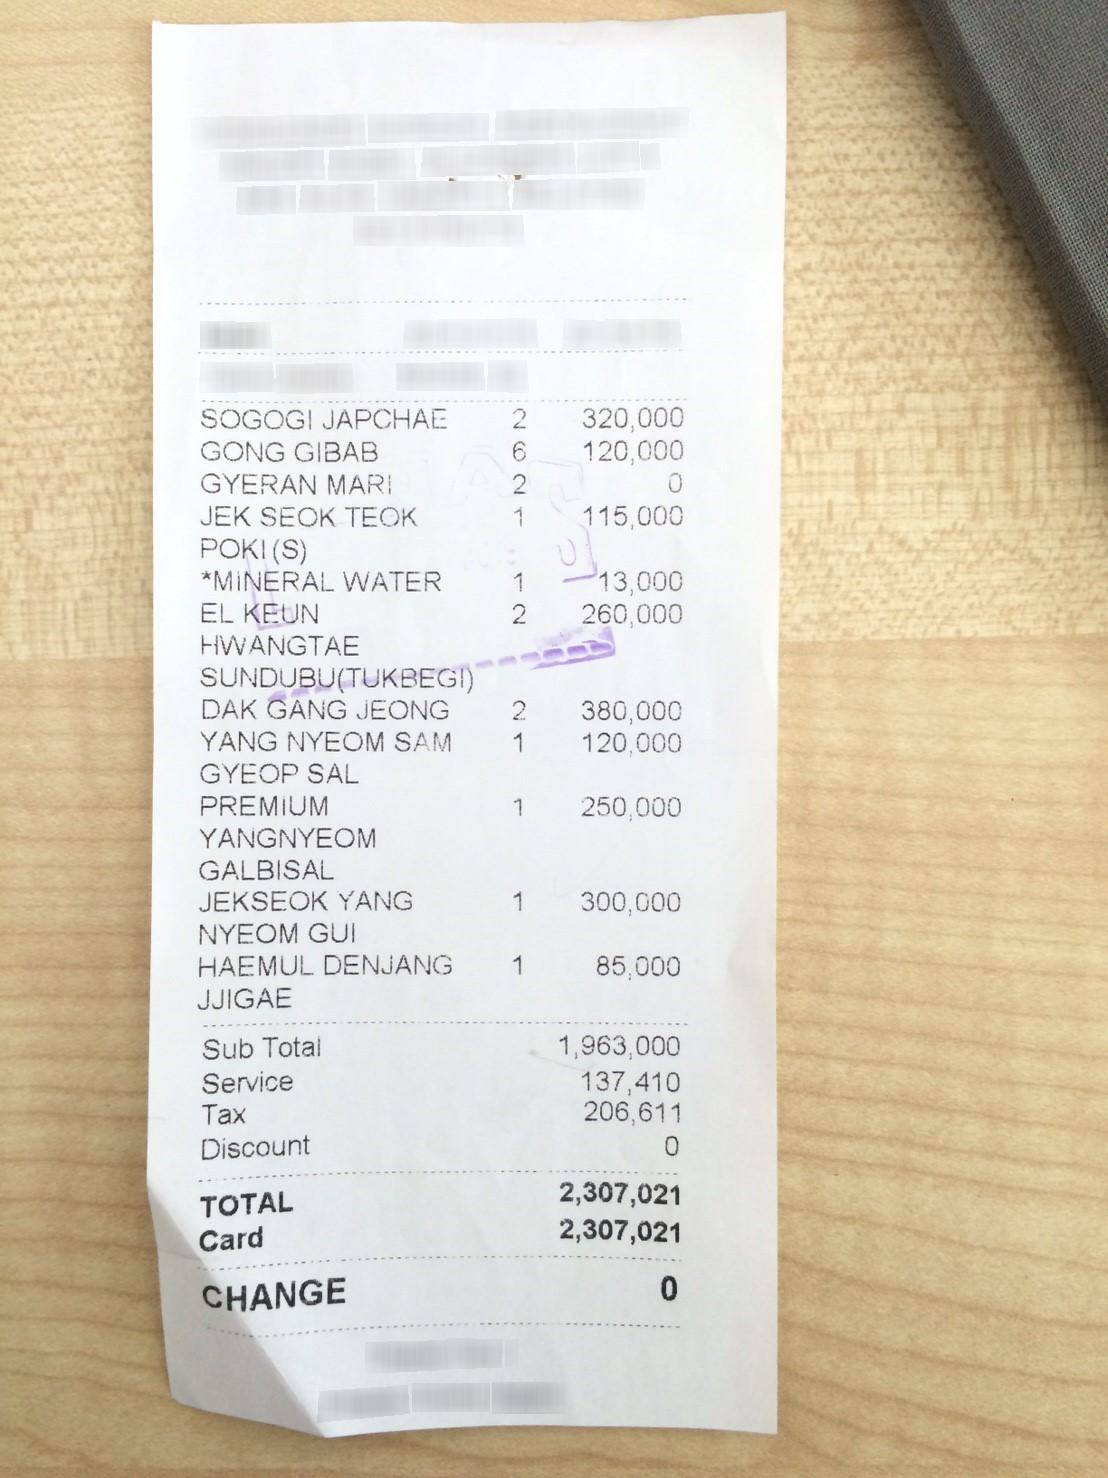 SOGOGI JAPCHAE 2 320,000
GONG GIBAB 6 120,000
GYERAN MARI 2 0
JEK SEOK TEOK 1 115,000
POKI (S)
*MINERAL WATER 1 13,000
EL KEUN 2 260,000
HWANGTAE
SUNDUBU(TUKBEGI)
DAK GANG JEONG 2 380,000
YANG NYEOM SAM 1 120,000
GYEOP SAL
PREMIUM 1 250,000
YANGNYEOM
GALBISAL
JEKSEOK YANG 1 300,000
NYEOM GUI
HAEMUL DENJANG 1 85,000
JJIGAE
Sub Total 1,963,000
Service 137,410
Tax 206,611
Discount 0
TOTAL 2,307,021
Card 2,307,021
CHANGE 0